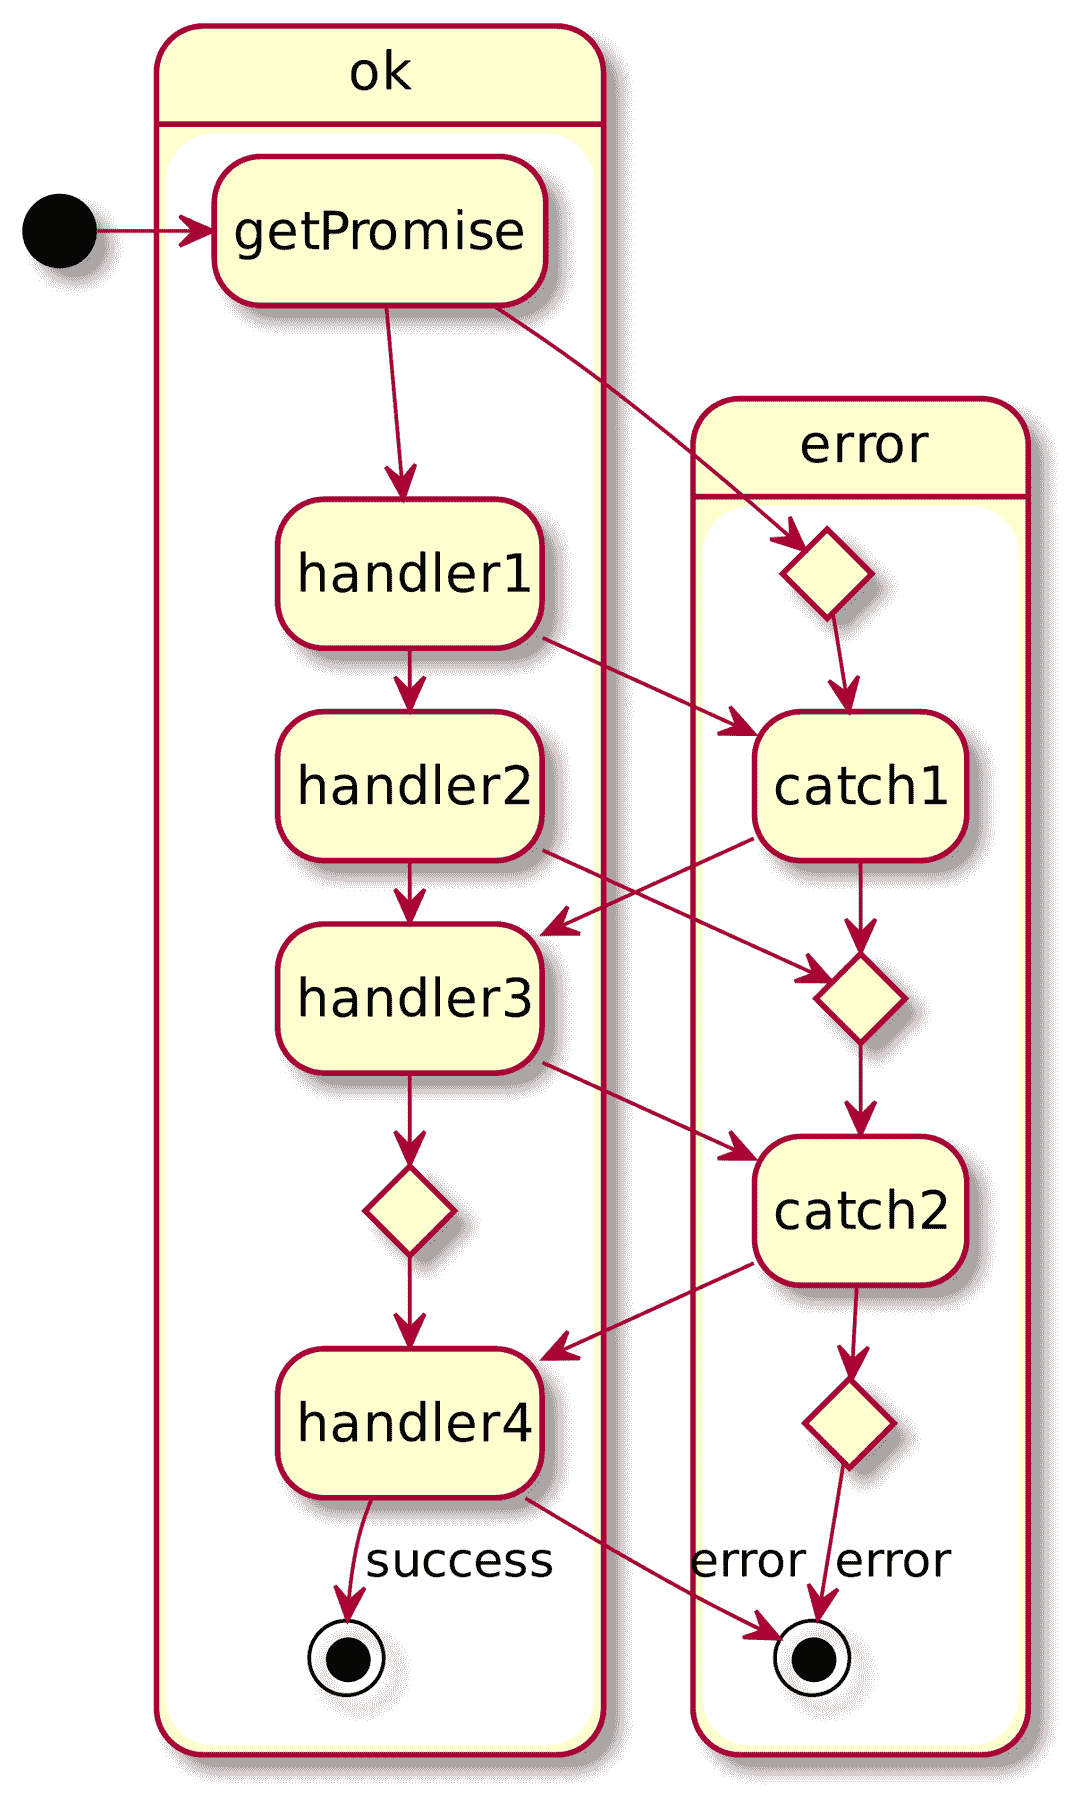 ok
getPromise
error
handler1
handler2
catch1
handler3
catch2
handler4
success
error
error